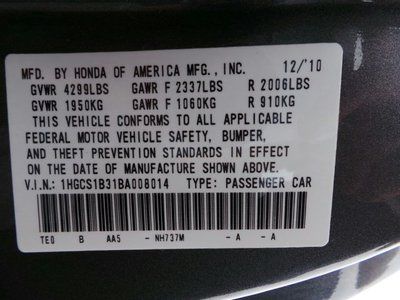 MFD. BY HONDA OF AMERICA MFG., INC. 12/'10
GVWR 4299LBS GAWR F 2337LBS R 2006LBS
GVWR 1950KG GAWR F 1060KG R 910KG
THIS VEHICLE CONFORMS TO ALL APPLICABLE
FEDERAL MOTOR VEHICLE SAFETY, BUMPER,
AND THEFT PREVENTION STANDARDS IN EFFECT
ON THE DATE OF MANUFACTURE SHOWN ABOVE.
V.I.N.: 1HGCS1B31BA008014 TYPE: PASSENGER CAR
TE0 B AA5 - NH737M - A - A